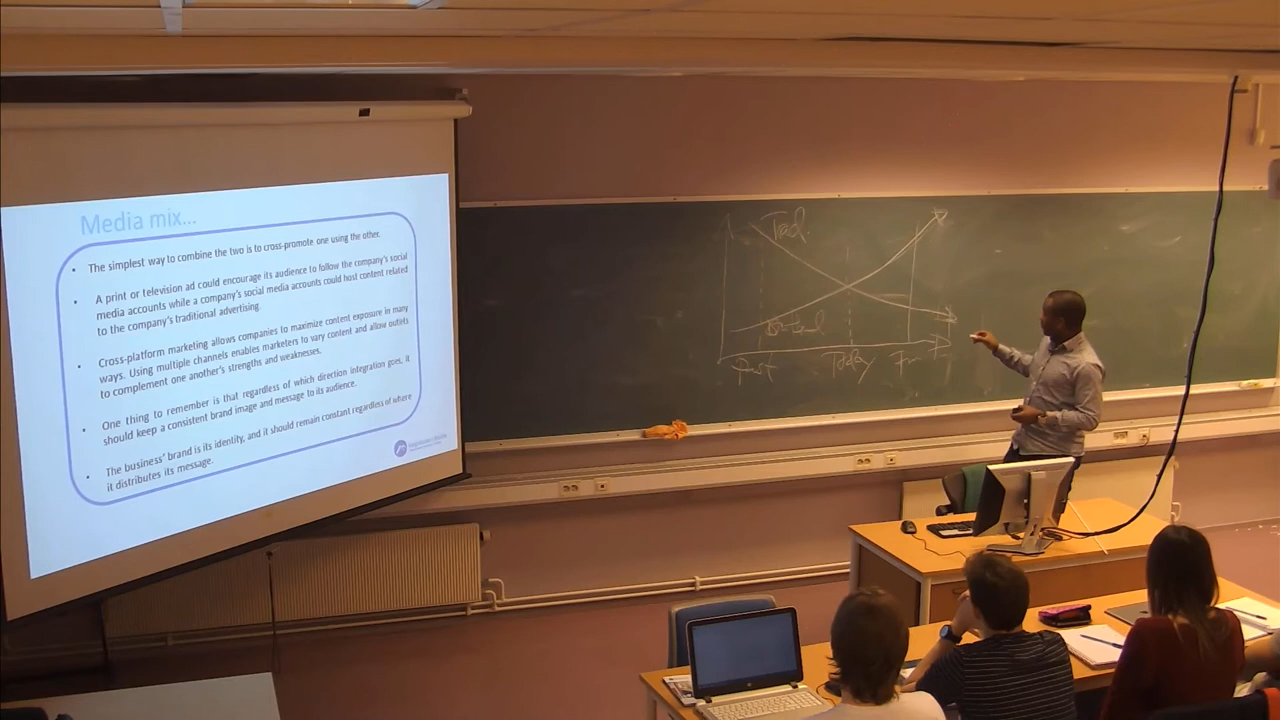 Media mix...
• The simplest way to combine the two is to cross-promote one using the other.
• A print or television ad could encourage its audience to follow the company's social
media accounts while a company's social media accounts could host content related
to the company's traditional advertising.
• Cross-platform marketing allows companies to maximize content exposure in many
ways. Using multiple channels enables marketers to vary content and allow outlets
to complement one another's strengths and weaknesses.
• One thing to remember is that regardless of which direction integration goes, it
should keep a consistent brand image and message to its audience.
• The business' brand is its identity, and it should remain constant regardless of where
it distributes its message.
Trad.
Past Today